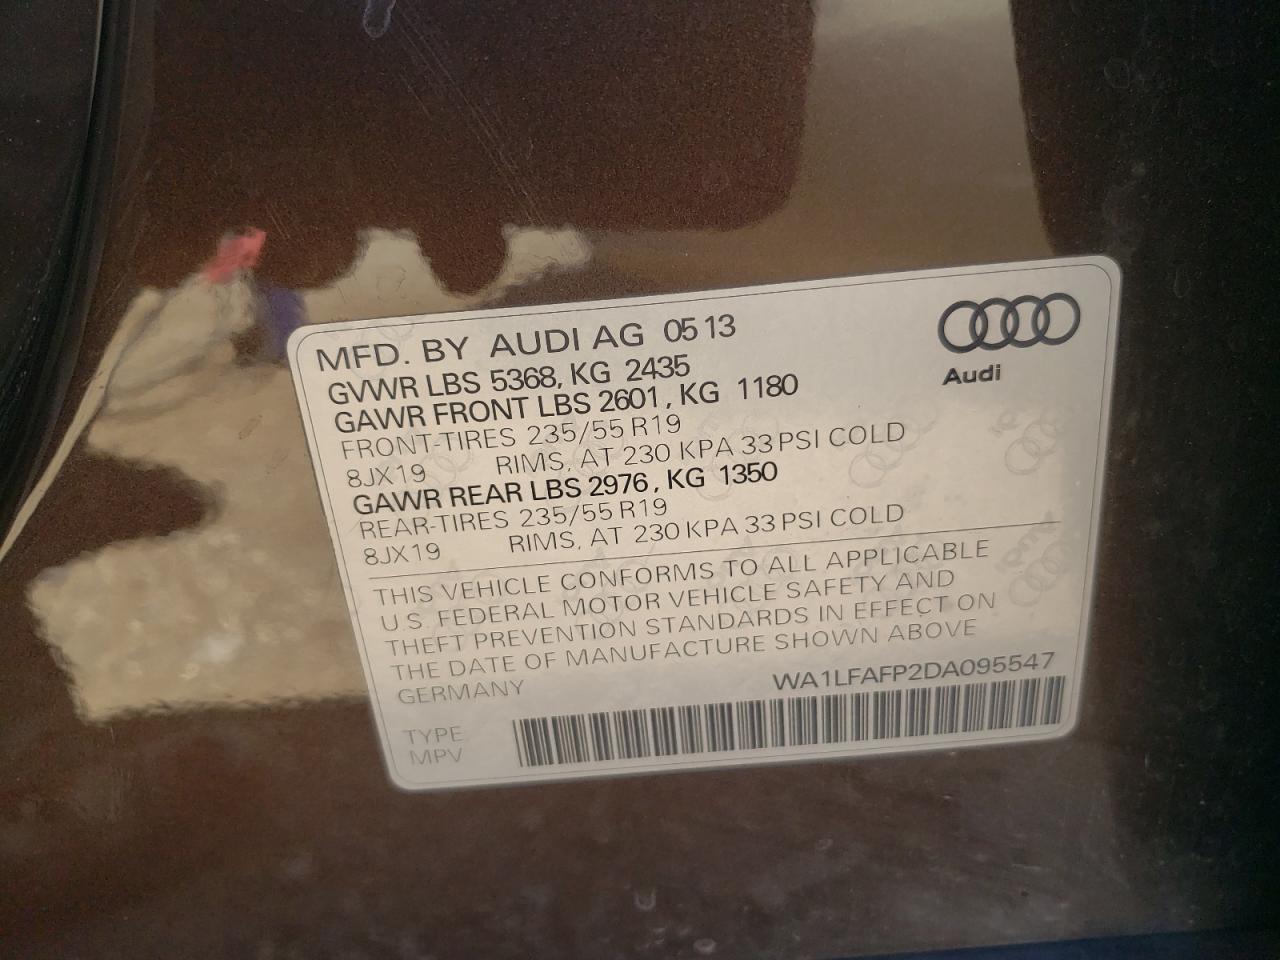 MFD. BY AUDI AG 05 13
GVWR LBS 5368, KG 2435
GAWR FRONT LBS 2601, KG 1180
FRONT-TIRES 235/55 R19
8JX19 RIMS, AT 230 KPA 33 PSI COLD
GAWR REAR LBS 2976, KG 1350
REAR-TIRES 235/55 R19
8JX19 RIMS, AT 230 KPA 33 PSI COLD
Audi
THIS VEHICLE CONFORMS TO ALL APPLICABLE
U.S. FEDERAL MOTOR VEHICLE SAFETY AND
THEFT PREVENTION STANDARDS IN EFFECT ON
THE DATE OF MANUFACTURE SHOWN ABOVE
GERMANY WA1LFAFP2DA095547
TYPE
MPV